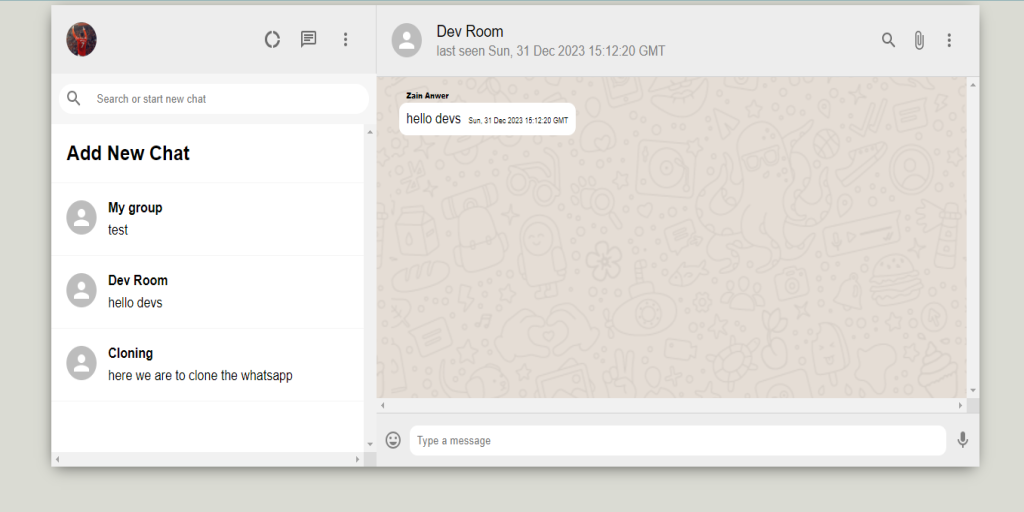 Search or start new chat
Add New Chat
My group
test
Dev Room
hello devs
Cloning
here we are to clone the whatsapp
Dev Room
last seen Sun, 31 Dec 2023 15:12:20 GMT
Zain Anwer
hello devs Sun, 31 Dec 2023 15:12:20 GMT
Type a message